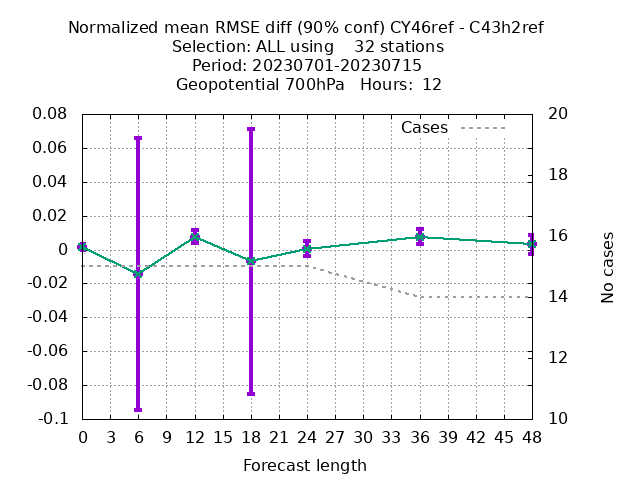 Normalized mean RMSE diff (90% conf) CY46ref - C43h2ref
Selection: ALL using    32 stations
Period: 20230701-20230715
Geopotential 700hPa   Hours:  12
Cases
0.08
0.06
0.04
0.02
0
-0.02
-0.04
-0.06
-0.08
-0.1
20
18
16
14
12
10
No cases
0 3 6 9 12 15 18 21 24 27 30 33 36 39 42 45 48
Forecast length